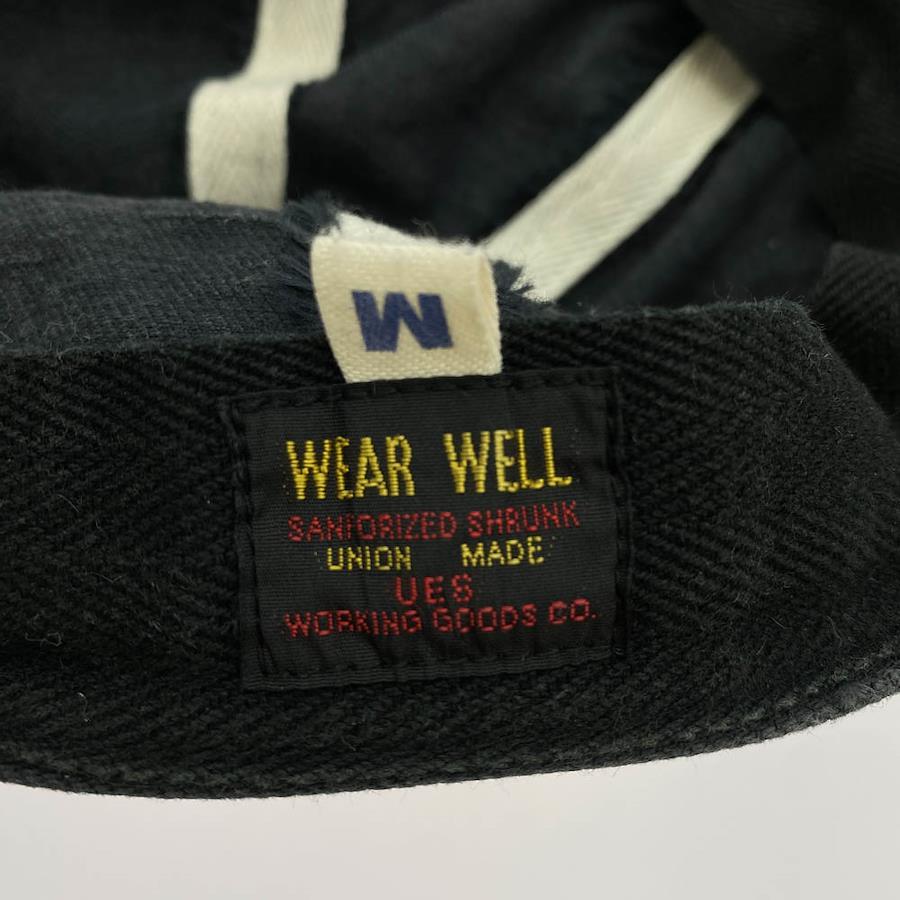 M
WEAR WELL
SANFORIZED SHRUNK
UNION MADE
UES
WORKING GOODS CO.